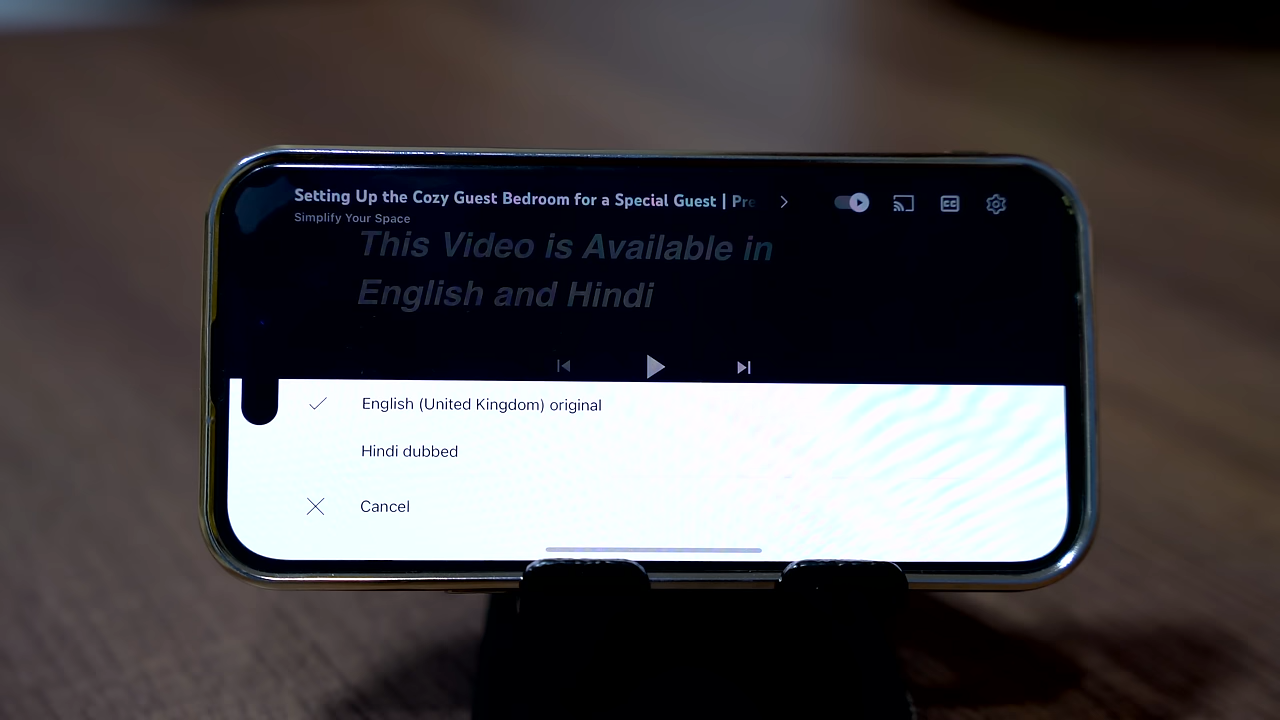 Setting Up the Cozy Guest Bedroom for a Special Guest | Pre
Simplify Your Space
CC
This Video is Available in
English and Hindi
English (United Kingdom) original
Hindi dubbed
Cancel